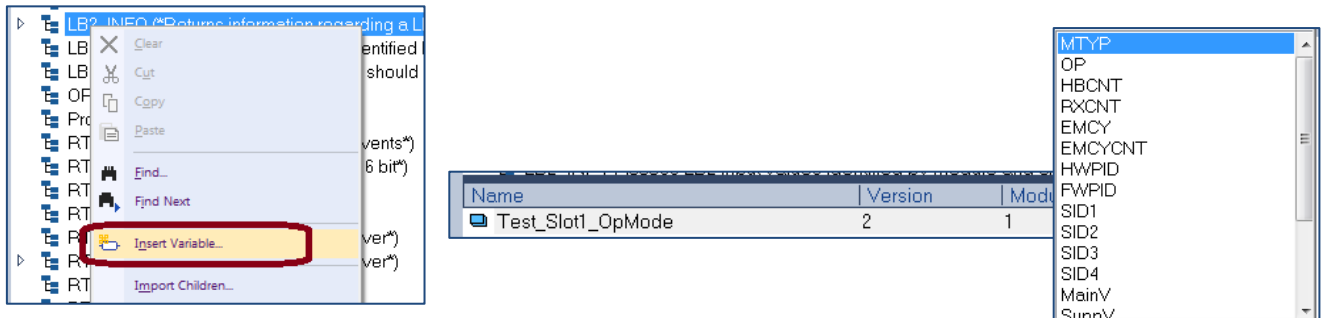 LB2_INFO (*Returns information regarding a L
LB
entified
LB
should
OF
Pro
RT
vents*)
RT
6 bit*)
RT
RT
ver*)
ver*)
RT
Clear
Cut
Copy
Paste
Find...
Find Next
Insert Variable...
Import Children...
Name Version Modu
Test_Slot1_OpMode 2 1
MTYP
OP
HBCNT
RXCNT
EMCY
EMCYCNT
HWPID
FWPID
SID1
SID2
SID3
SID4
MainV
SuppV